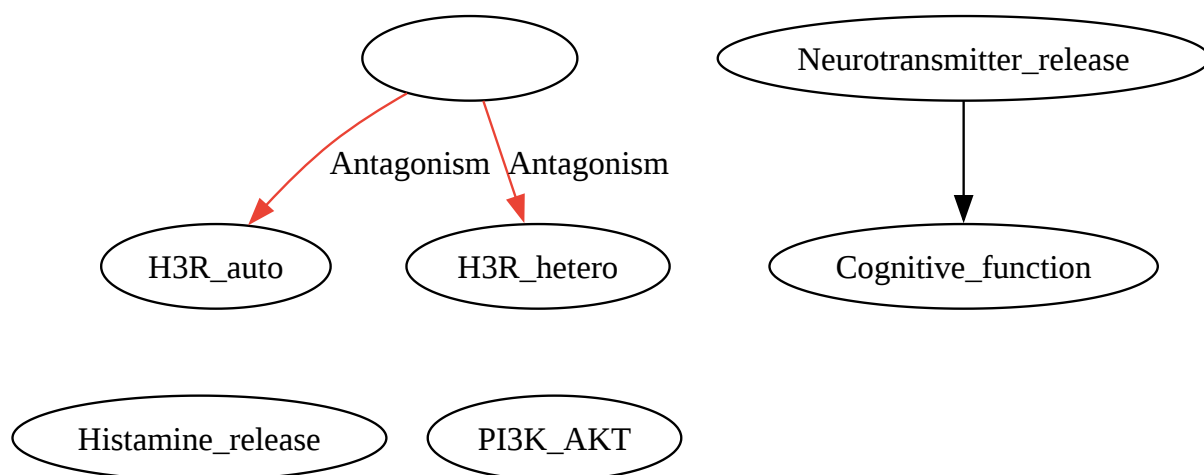 Neurotransmitter_release
Antagonism
Antagonism
H3R_auto
H3R_hetero
Cognitive_function
Histamine_release
PI3K_AKT